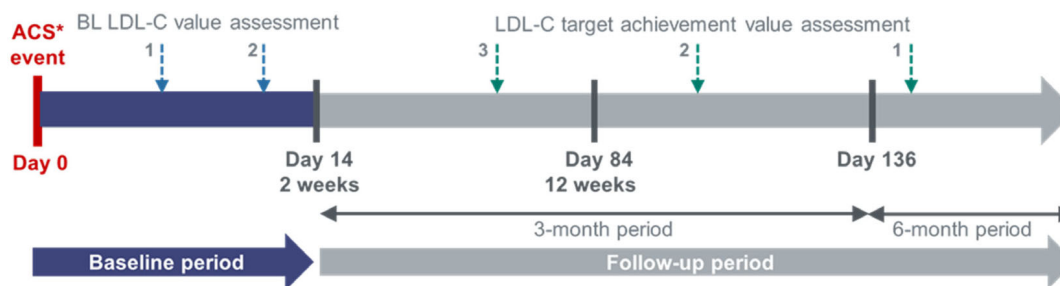 ACS*
event
BL LDL-C value assessment
LDL-C target achievement value assessment
1
2
3
2
1
Day 0
Day 14
2 weeks
Day 84
12 weeks
Day 136
3-month period
6-month period
Baseline period
Follow-up period